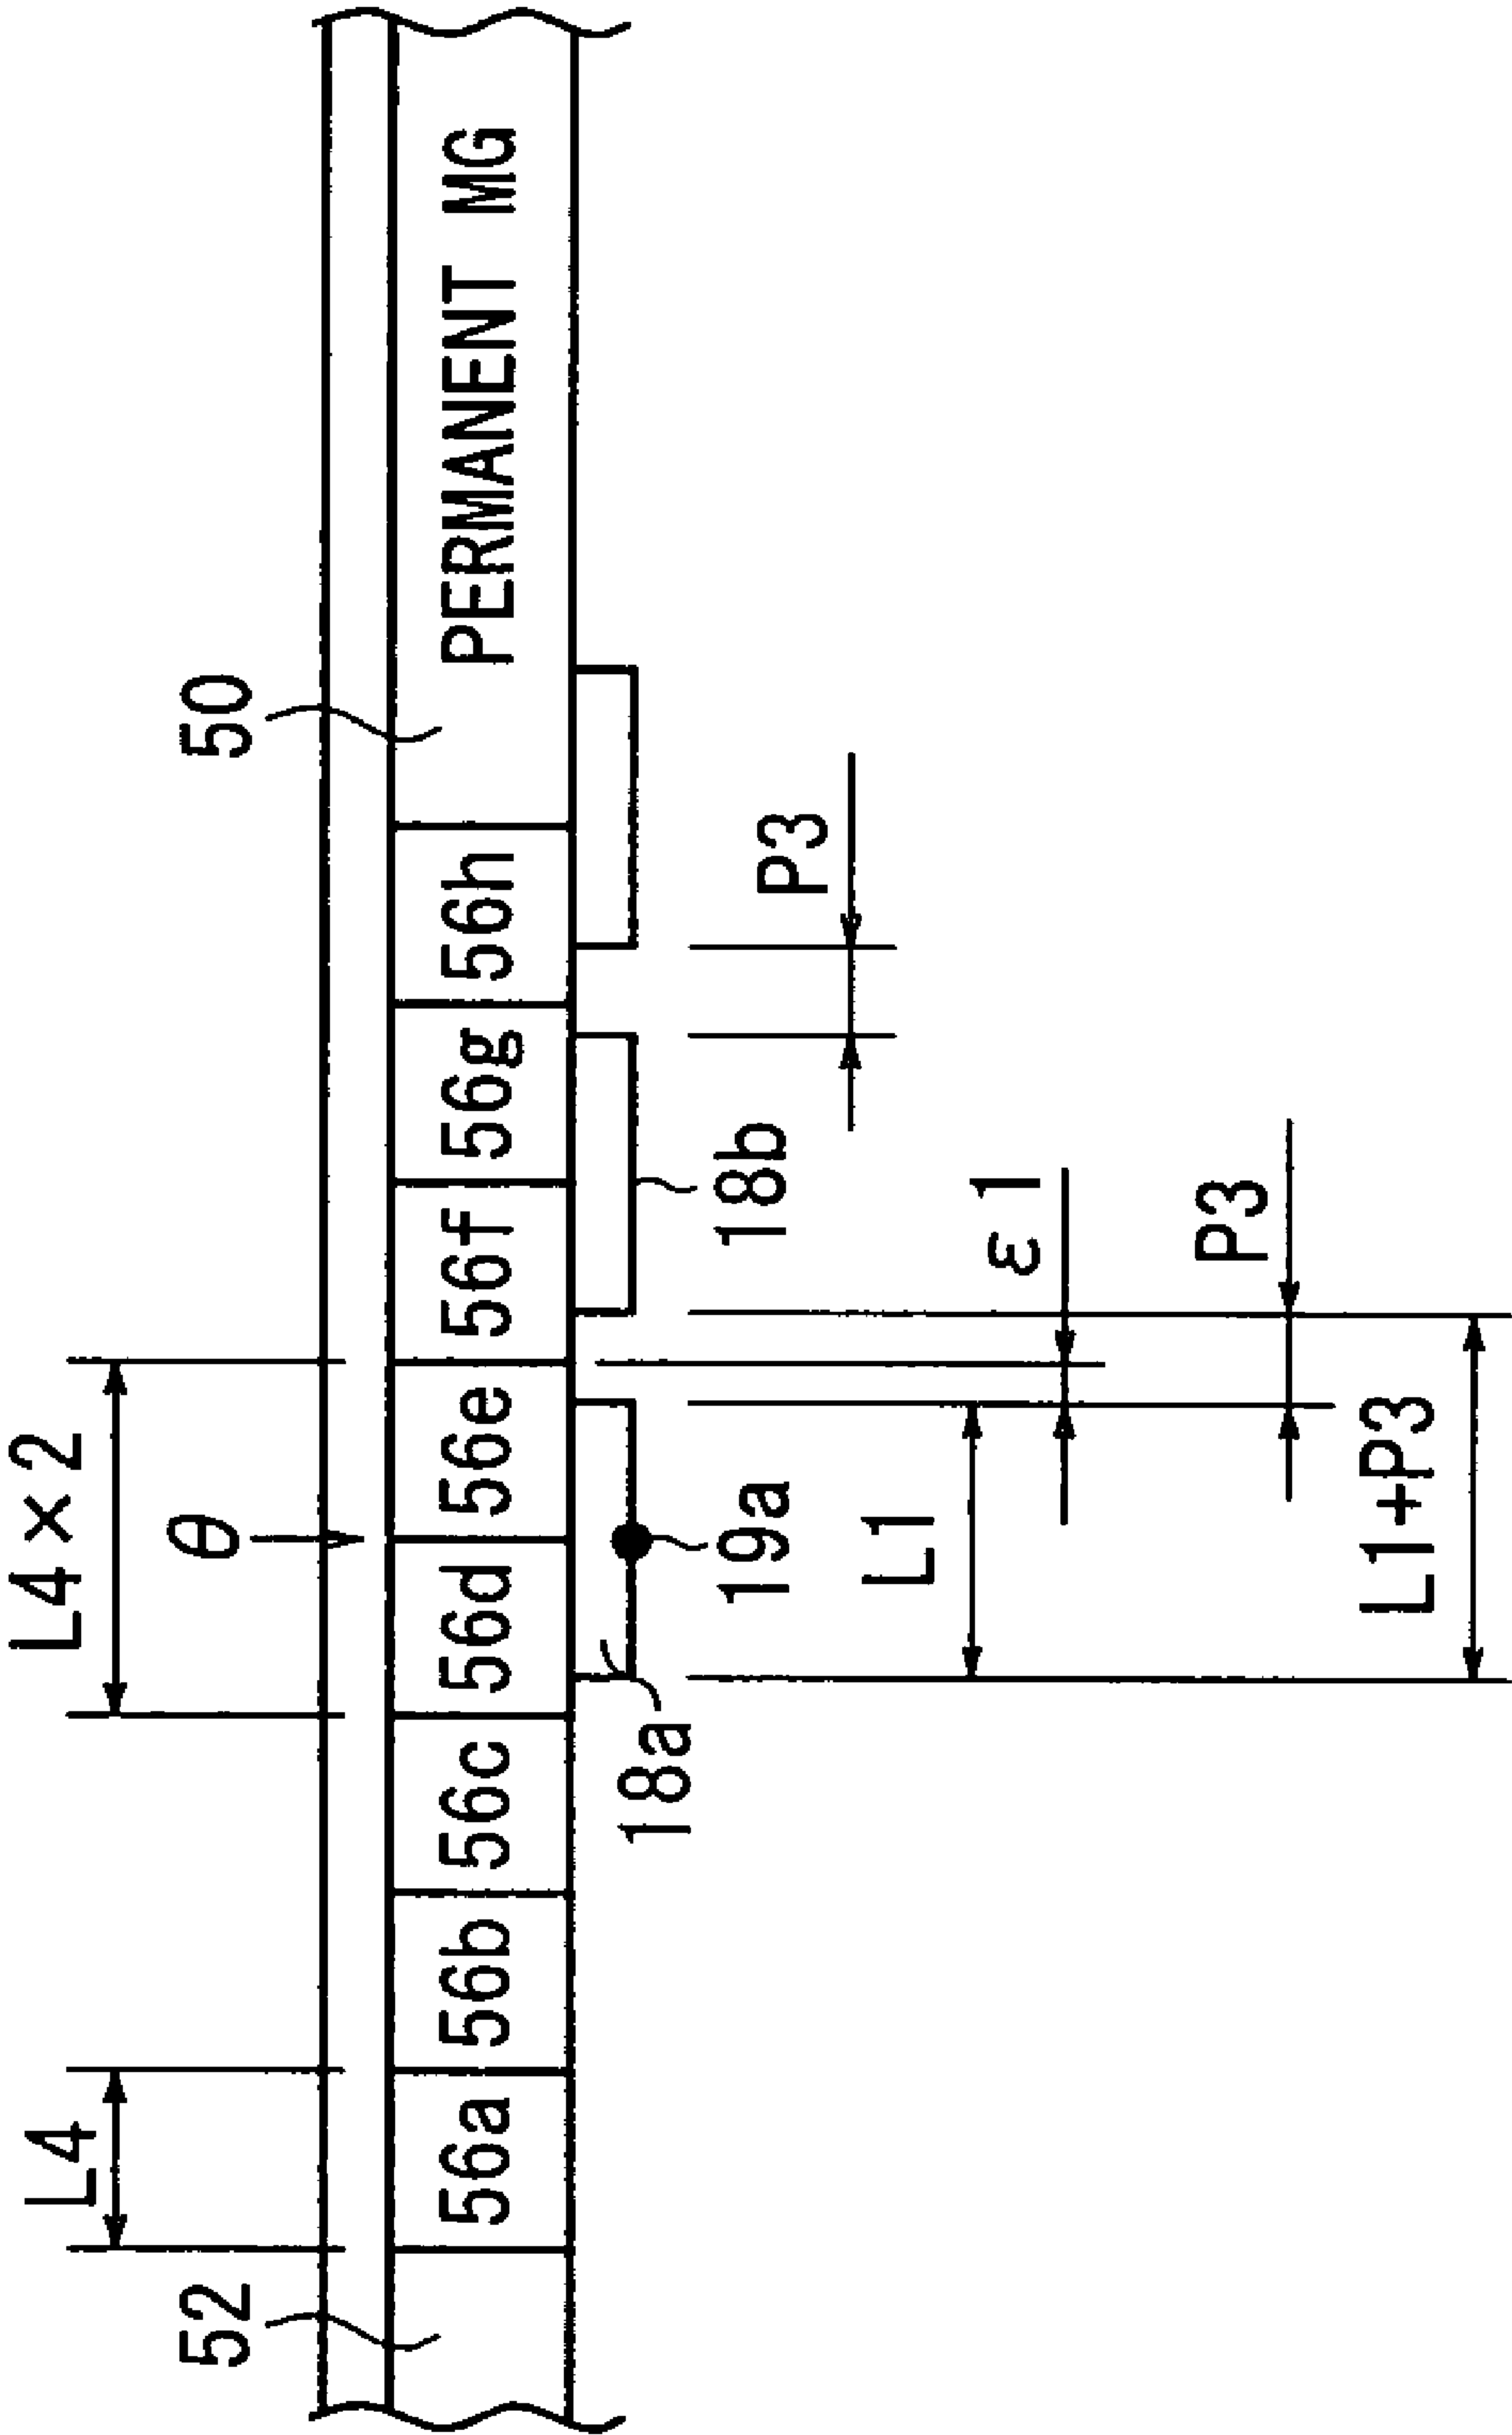 L4
L4×2
52
θ
50
56a
56b
56c
56d
56e
56f
56g
56h
PERMANENT MG
18a
19a
18b
P3
L1
ε1
P3
L1+P3